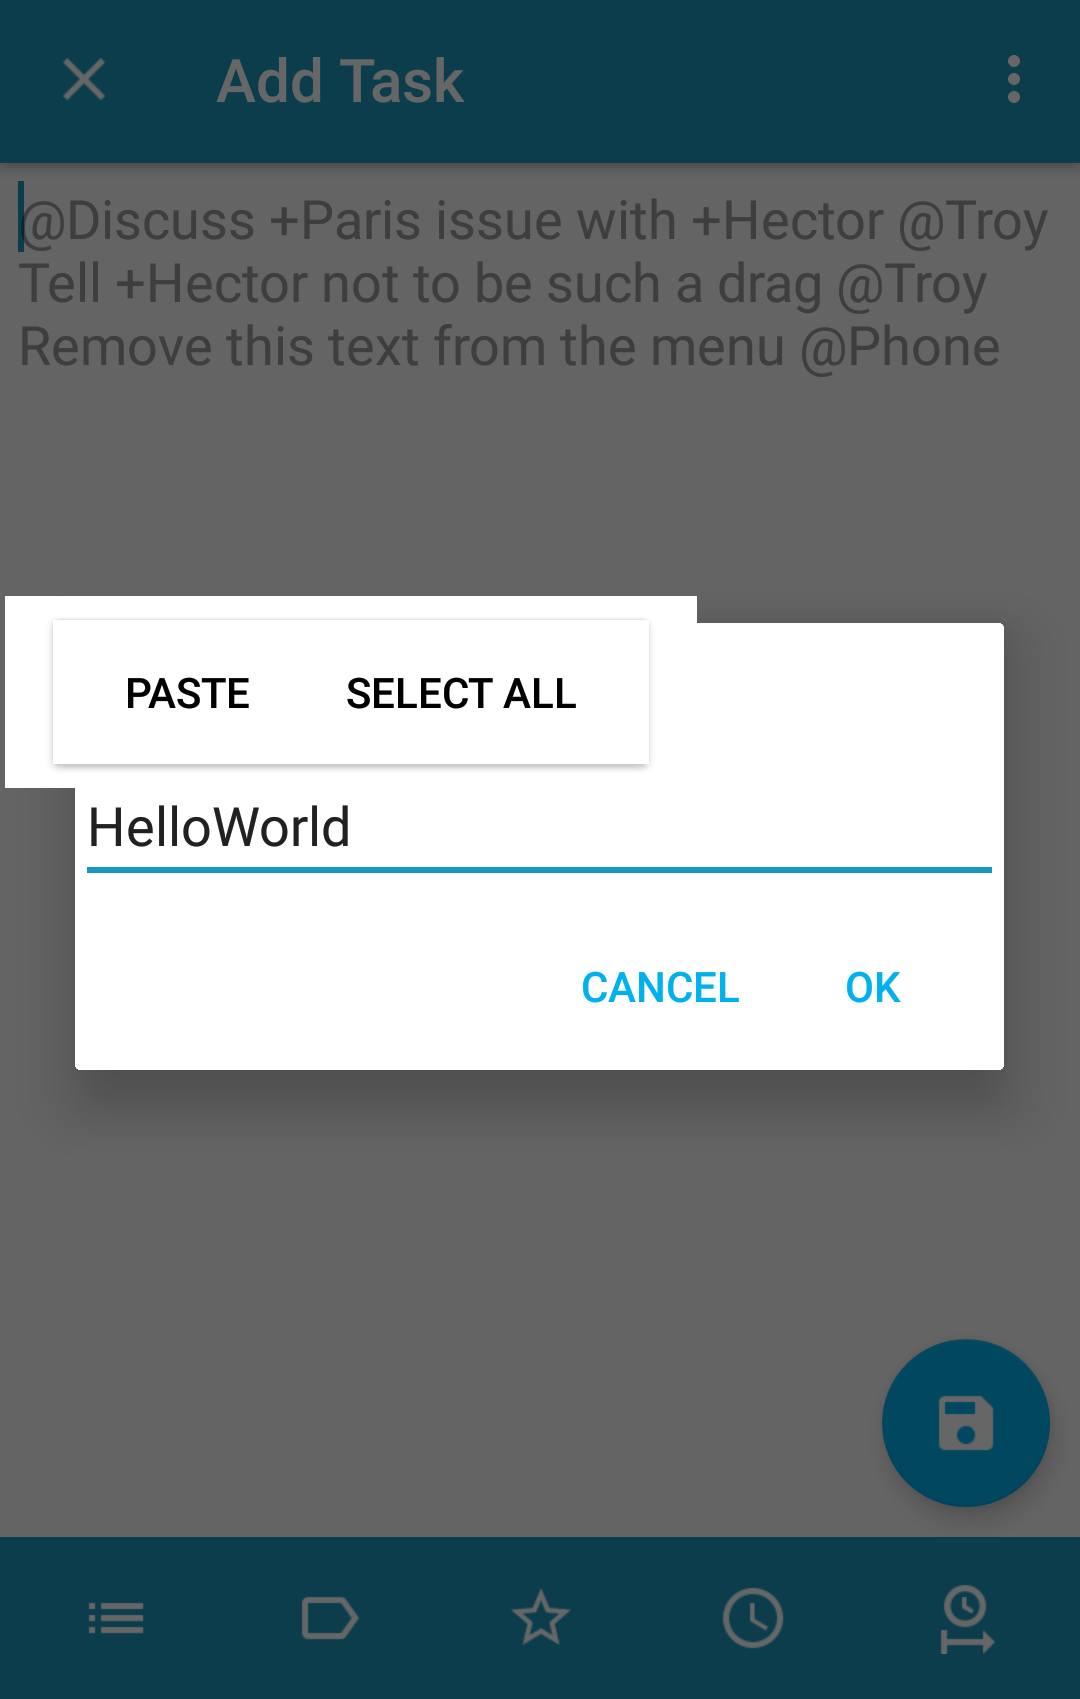 Add Task
@Discuss +Paris issue with +Hector @Troy
Tell +Hector not to be such a drag @Troy
Remove this text from the menu @Phone
PASTE SELECT ALL
HelloWorld
CANCEL OK